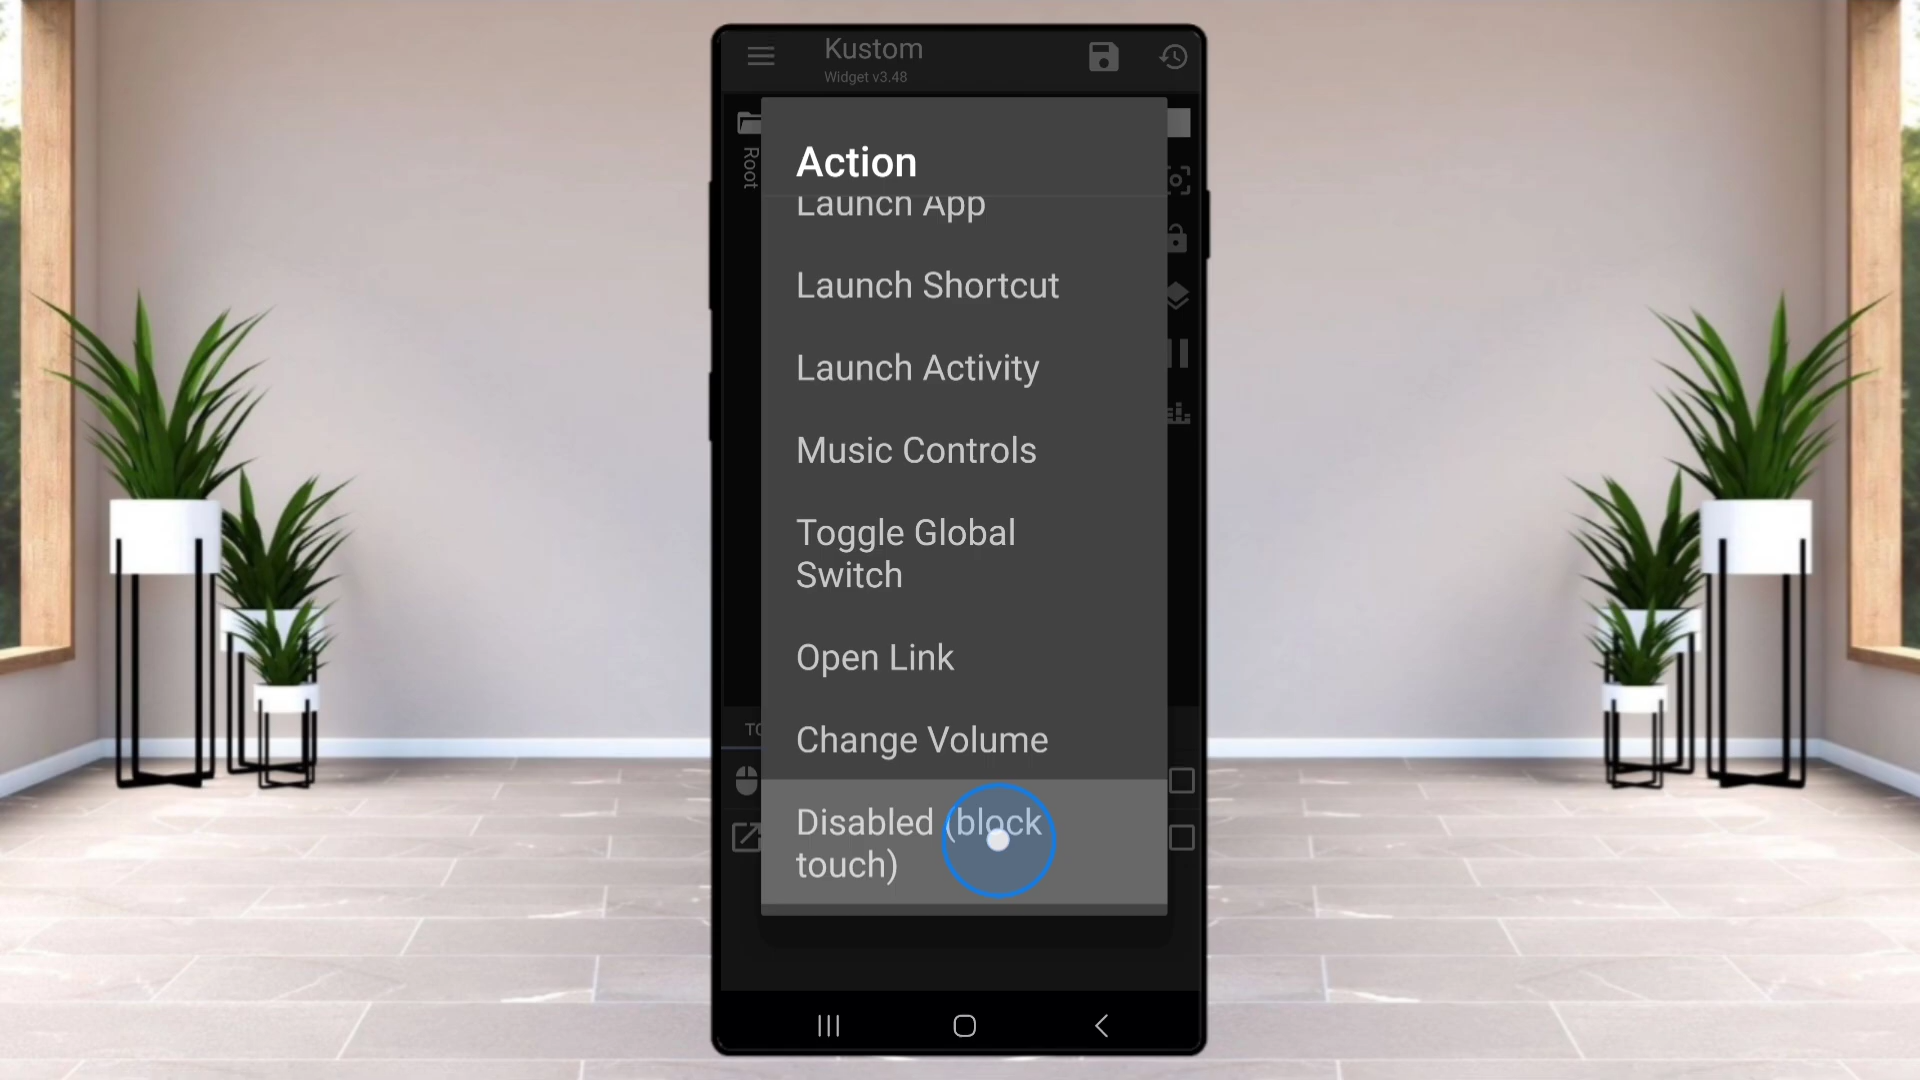 Kustom
Widget v3.48
Root
Action
Launch App
Launch Shortcut
Launch Activity
Music Controls
Toggle Global
Switch
Open Link
Change Volume
Disabled (block
touch)